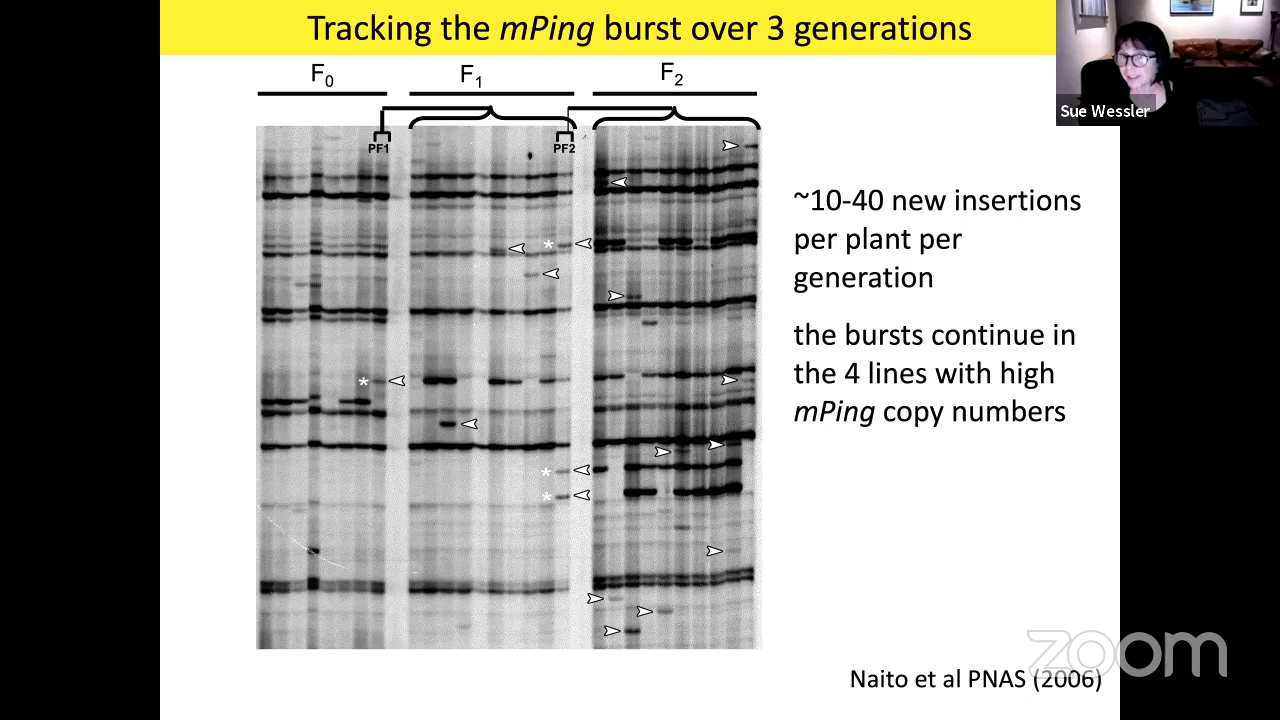 Tracking the mPing burst over 3 generations
Sue Wessler
F0
F1
F2
PF1
PF2
*
*
*
*
~10-40 new insertions
per plant per
generation
the bursts continue in
the 4 lines with high
mPing copy numbers
zoom
Naito et al PNAS (2006)